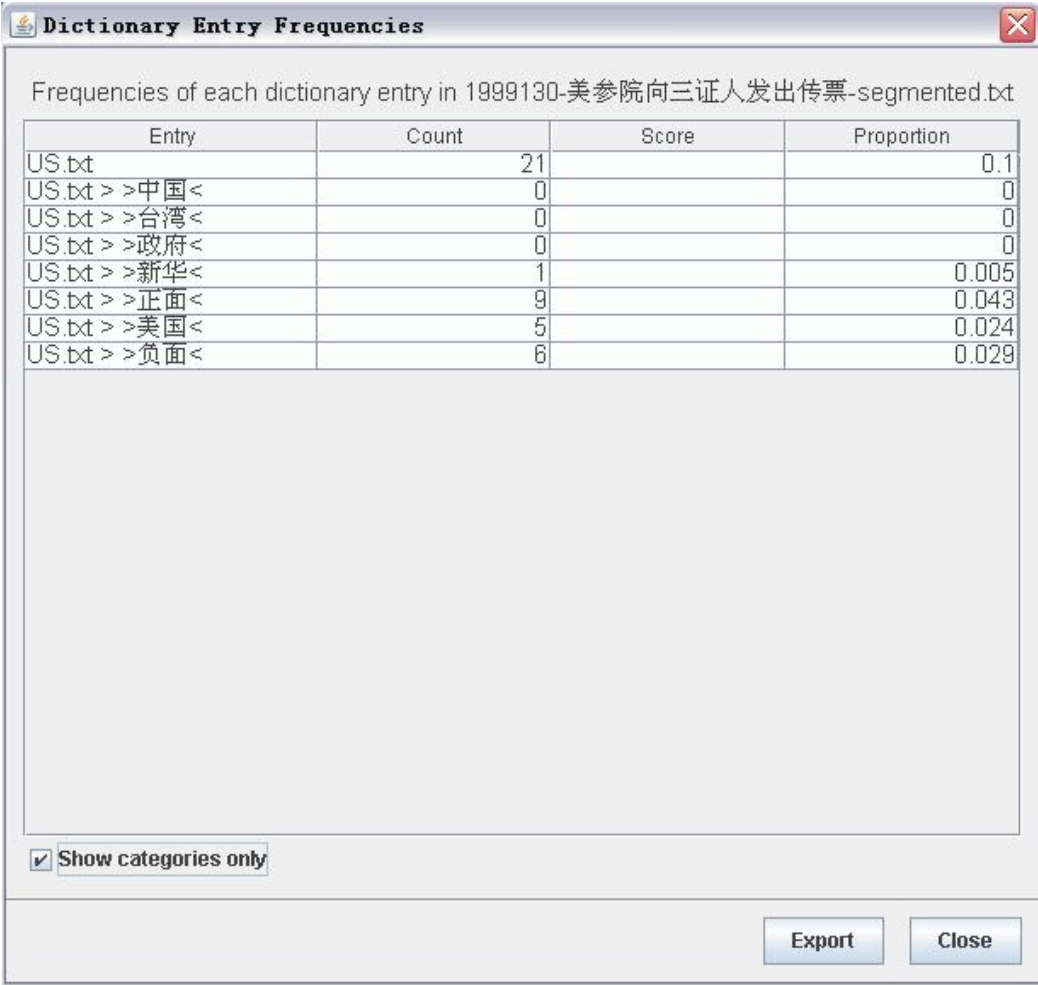 Dictionary Entry Frequencies
Frequencies of each dictionary entry in 1999130-美参院向三证人发出传票-segmented.txt
Entry Count Score Proportion
US.txt 21 0.1
US.txt > >中国< 0 0
US.txt > >台湾< 0 0
US.txt > >政府< 0 0
US.txt > >新华< 1 0.005
US.txt > >正面< 9 0.043
US.txt > >美国< 5 0.024
US.txt > >负面< 6 0.029
Show categories only
Export Close